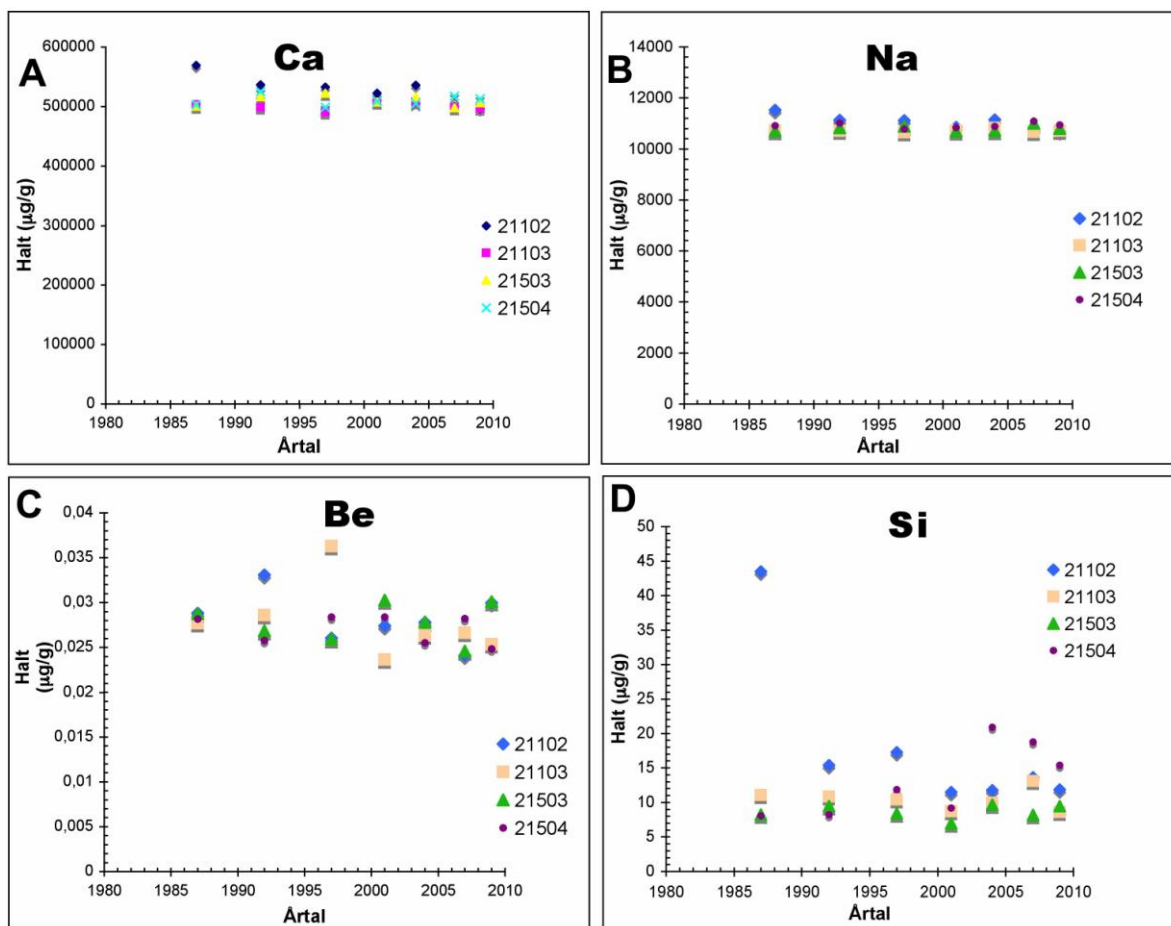 A
Ca
600000
500000
400000
300000
200000
100000
0
Halt (µg/g)
1980 1985 1990 1995 2000 2005 2010
Årtal
21102
21103
21503
21504
B
Na
14000
12000
10000
8000
6000
4000
2000
0
Halt (µg/g)
1980 1985 1990 1995 2000 2005 2010
Årtal
21102
21103
21503
21504
C
Be
0,04
0,035
0,03
0,025
0,02
0,015
0,01
0,005
0
Halt
(µg/g)
1980 1985 1990 1995 2000 2005 2010
Årtal
21102
21103
21503
21504
D
Si
50
45
40
35
30
25
20
15
10
5
0
Halt (µg/g)
1980 1985 1990 1995 2000 2005 2010
Årtal
21102
21103
21503
21504